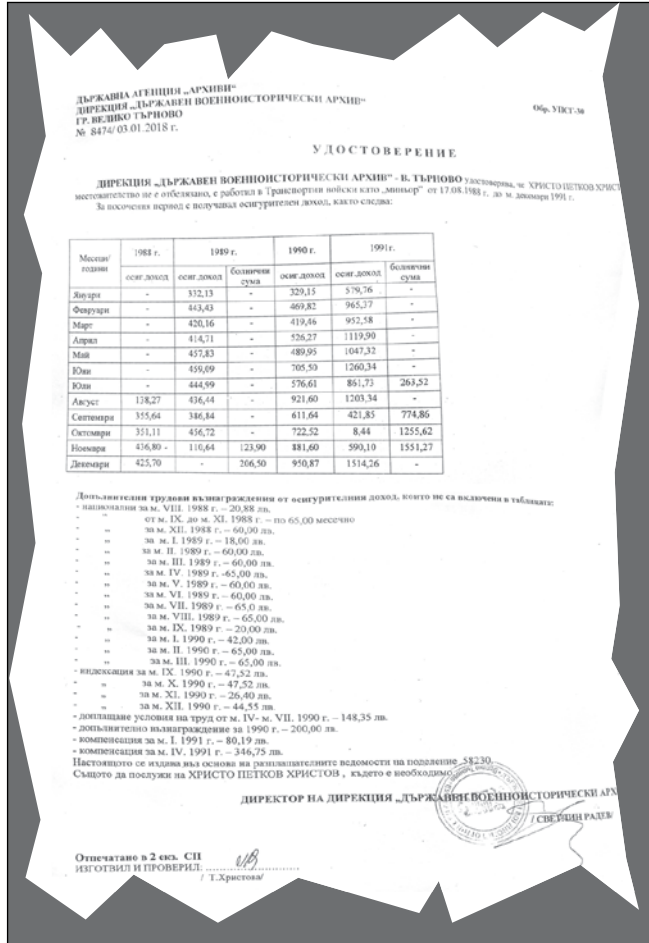 ДЪРЖАВНА АГЕНЦИЯ „АРХИВИ“
ДИРЕКЦИЯ „ДЪРЖАВЕН ВОЕННОИСТОРИЧЕСКИ АРХИВ“
ГР. ВЕЛИКО ТЪРНОВО
№ 8474/ 03.01.2018 г.
Обр. УПСГ-30
УДОСТОВЕРЕНИЕ
ДИРЕКЦИЯ „ДЪРЖАВЕН ВОЕННОИСТОРИЧЕСКИ АРХИВ“ - В. ТЪРНОВО удостоверява, че ХРИСТО ПЕТКОВ ХРИСТ
местожителство не е отбелязано, е работил в Транспортни войски като „миньор“ от 17.08.1988 г. до м. декември 1991 г.
За посочения период е получавал осигурителен доход, както следва:
Месеци/ години 1988 г. 1989 г. 1990 г. 1991г.
осиг.доход осиг.доход болнични сума осиг.доход осиг.доход болнични сума
Януари - 332,13 - 329,15 579,76 -
Февруари - 443,43 - 469,82 965,37 -
Март - 420,16 - 419,46 952,58 -
Април - 414,71 - 526,27 1119,90 -
Май - 457,83 - 489,95 1047,32 -
Юни - 459,09 - 705,50 1260,34 -
Юли - 444,99 - 576,61 861,73 263,52
Август 138,27 436,44 - 921,60 1203,34 -
Септември 355,64 386,84 - 611,64 421,85 774,86
Октомври 351,11 456,72 - 722,52 8,44 1255,62
Ноември 436,80 - 110,64 123,90 881,60 590,10 1551,27
Декември 425,70 - 206,50 950,87 1514,26 -
Допълнителни трудови възнаграждения от осигурителния доход, които не са включени в таблицата:
- национални за м. VIII. 1988 г. – 20,88 лв.
- „ от м. IX. до м. XI. 1988 г. – по 65,00 месечно
- „ за м. XII. 1988 г. – 60,00 лв.
- „ за м. I. 1989 г. – 18,00 лв.
- „ за м. II. 1989 г. – 60,00 лв.
- „ за м. III. 1989 г. – 60,00 лв.
- „ за м. IV. 1989 г. -65,00 лв.
- „ за м. V. 1989 г. – 60,00 лв.
- „ за м. VI. 1989 г. – 60,00 лв.
- „ за м. VII. 1989 г. – 65,0 лв.
- „ за м. VIII. 1989 г. – 65,00 лв.
- „ за м. IX. 1989 г. – 20,00 лв.
- „ за м. I. 1990 г. – 42,00 лв.
- „ за м. II. 1990 г. – 65,00 лв.
- „ за м. III. 1990 г. – 65,00 лв.
- индексация за м. IX. 1990 г. – 47,52 лв.
- „ за м. X. 1990 г. – 47,52 лв.
- „ за м. XI. 1990 г. – 26,40 лв.
- „ за м. XII. 1990 г. – 44,55 лв.
- доплащане условия на труд от м. IV- м. VII. 1990 г. – 148,35 лв.
- допълнително възнаграждение за 1990 г. – 200,00 лв.
- компенсация за м. I. 1991 г. – 80,19 лв.
- компенсация за м. IV. 1991 г. – 346,75 лв.
Настоящото се издава въз основа на разплащателните ведомости на поделение 58230.
Същото да послужи на ХРИСТО ПЕТКОВ ХРИСТОВ , където е необходимо.
ДИРЕКТОР НА ДИРЕКЦИЯ „ДЪРЖАВЕН ВОЕННОИСТОРИЧЕСКИ АРХ
/ СВЕТЛИН РАДЕВ/
Отпечатано в 2 екз. СП
ИЗГОТВИЛ И ПРОВЕРИЛ:
/ Т.Христова/